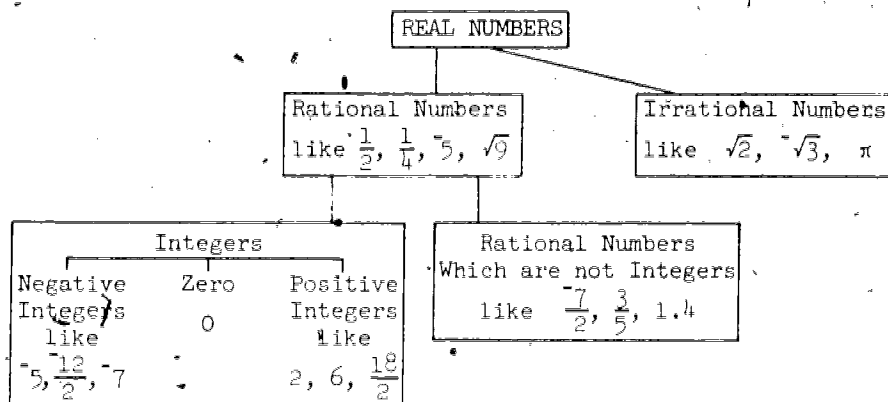 REAL NUMBERS
Rational Numbers
like 1/2, 1/4, ⁻5, √9
Irrational Numbers
like √2, ⁻√3, π
Integers
Negative
Integers
like
⁻5, ⁻12/2, ⁻7
Zero
0
Positive
Integers
like
2, 6, 18/2
Rational Numbers
Which are not Integers
like ⁻7/2, 3/5, 1.4